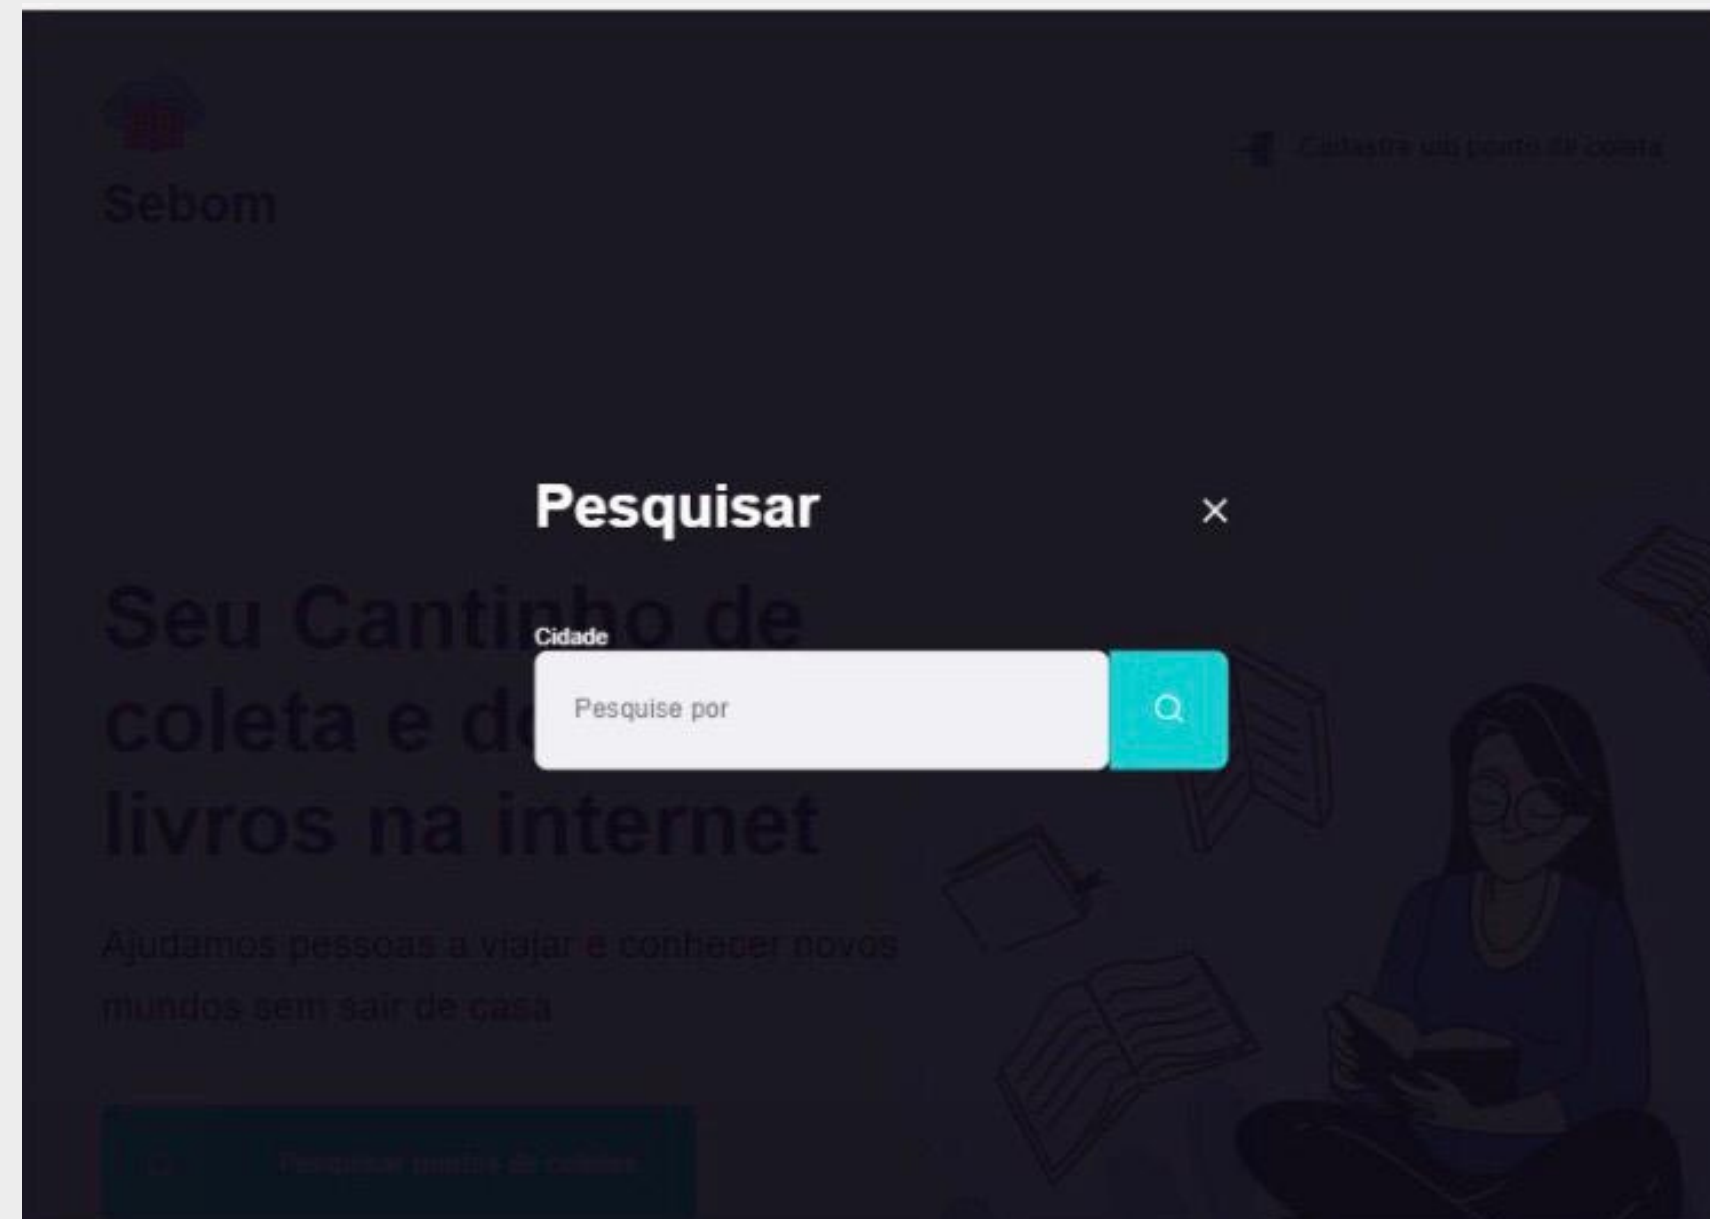 Sebom
Cadastre um ponto de coleta
Pesquisar
Seu Cantinho de
Cidade
coleta e
Pesquise por
livros na internet
Ajudamos pessoas a viajar e conhecer novos
mundos sem sair de casa
Pesquisar pontos de coletas